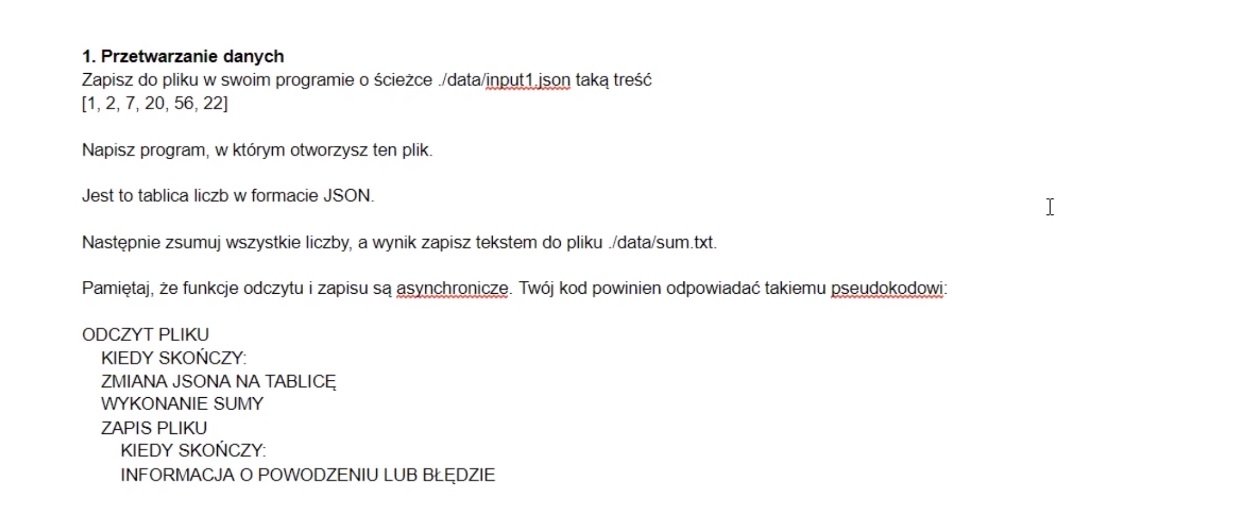 1. Przetwarzanie danych
Zapisz do pliku w swoim programie o ścieżce ./data/input1.json taką treść
[1, 2, 7, 20, 56, 22]
Napisz program, w którym otworzysz ten plik.
Jest to tablica liczb w formacie JSON.
Następnie zsumuj wszystkie liczby, a wynik zapisz tekstem do pliku ./data/sum.txt.
Pamiętaj, że funkcje odczytu i zapisu są asynchronicze. Twój kod powinien odpowiadać takiemu pseudokodowi:
ODCZYT PLIKU
KIEDY SKOŃCZY:
ZMIANA JSONA NA TABLICĘ
WYKONANIE SUMY
ZAPIS PLIKU
KIEDY SKOŃCZY:
INFORMACJA O POWODZENIU LUB BŁĘDZIE